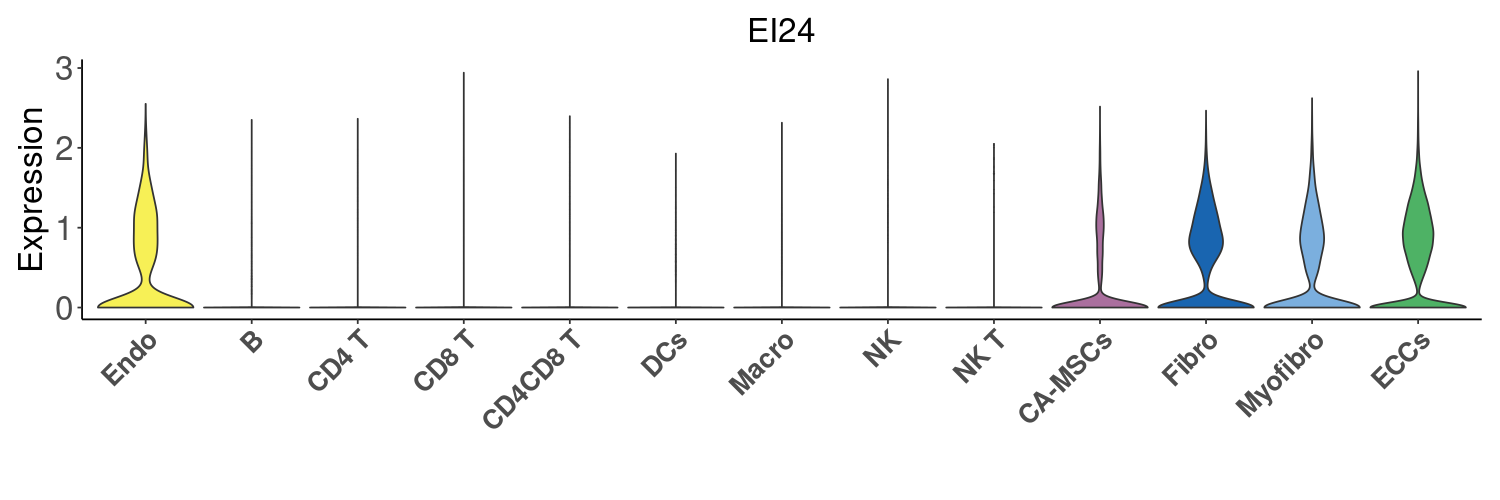 EI24
Expression
3
2
1
0
Endo
B
CD4 T
CD8 T
CD4CD8 T
DCs
Macro
NK
NK T
CA-MSCs
Fibro
Myofibro
ECCs